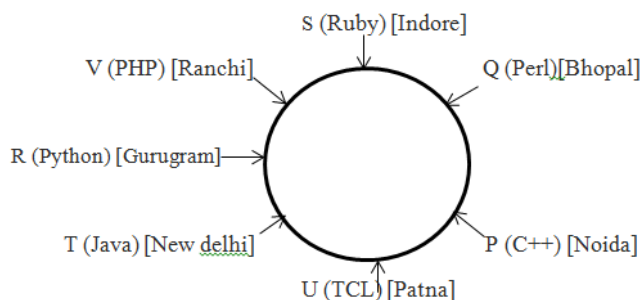 S (Ruby) [Indore]
V (PHP) [Ranchi]
Q (Perl)[Bhopal]
R (Python) [Gurugram]
T (Java) [New delhi]
P (C++) [Noida]
U (TCL) [Patna]